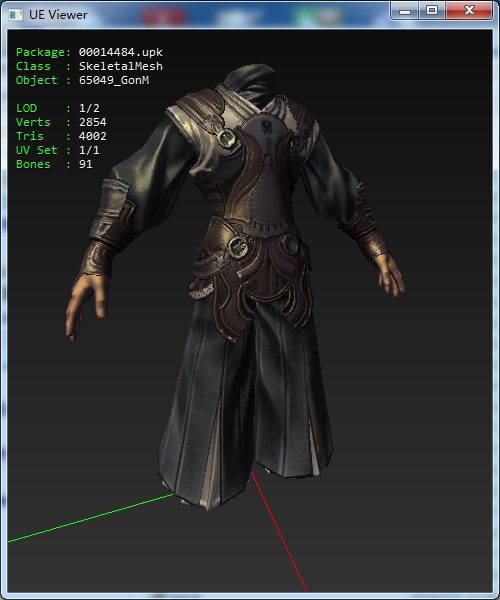 UE Viewer
Package: 00014484.upk
Class : SkeletalMesh
Object : 65049_GonM
LOD : 1/2
Verts : 2854
Tris : 4002
UV Set : 1/1
Bones : 91